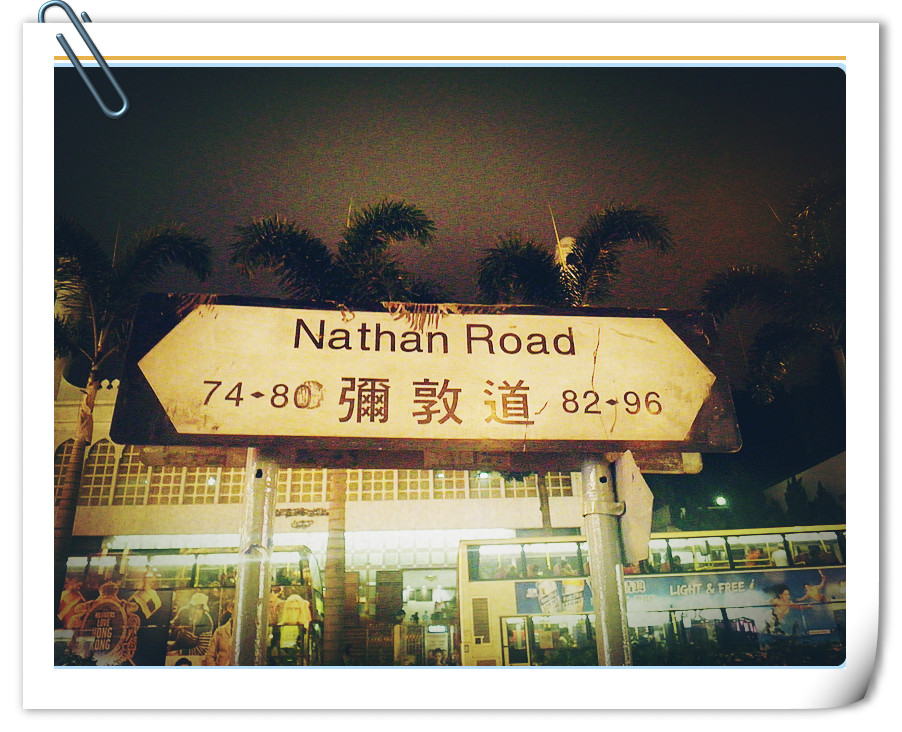 Nathan Road
74-80 彌敦道 82-96
LIGHT & FREE
LOVE
HONG
KONG